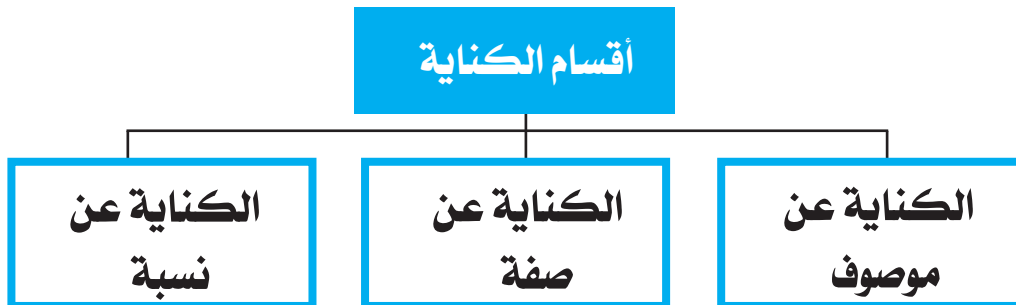 أقسام الكناية
الكناية عن
موصوف
الكناية عن
صفة
الكناية عن
نسبة